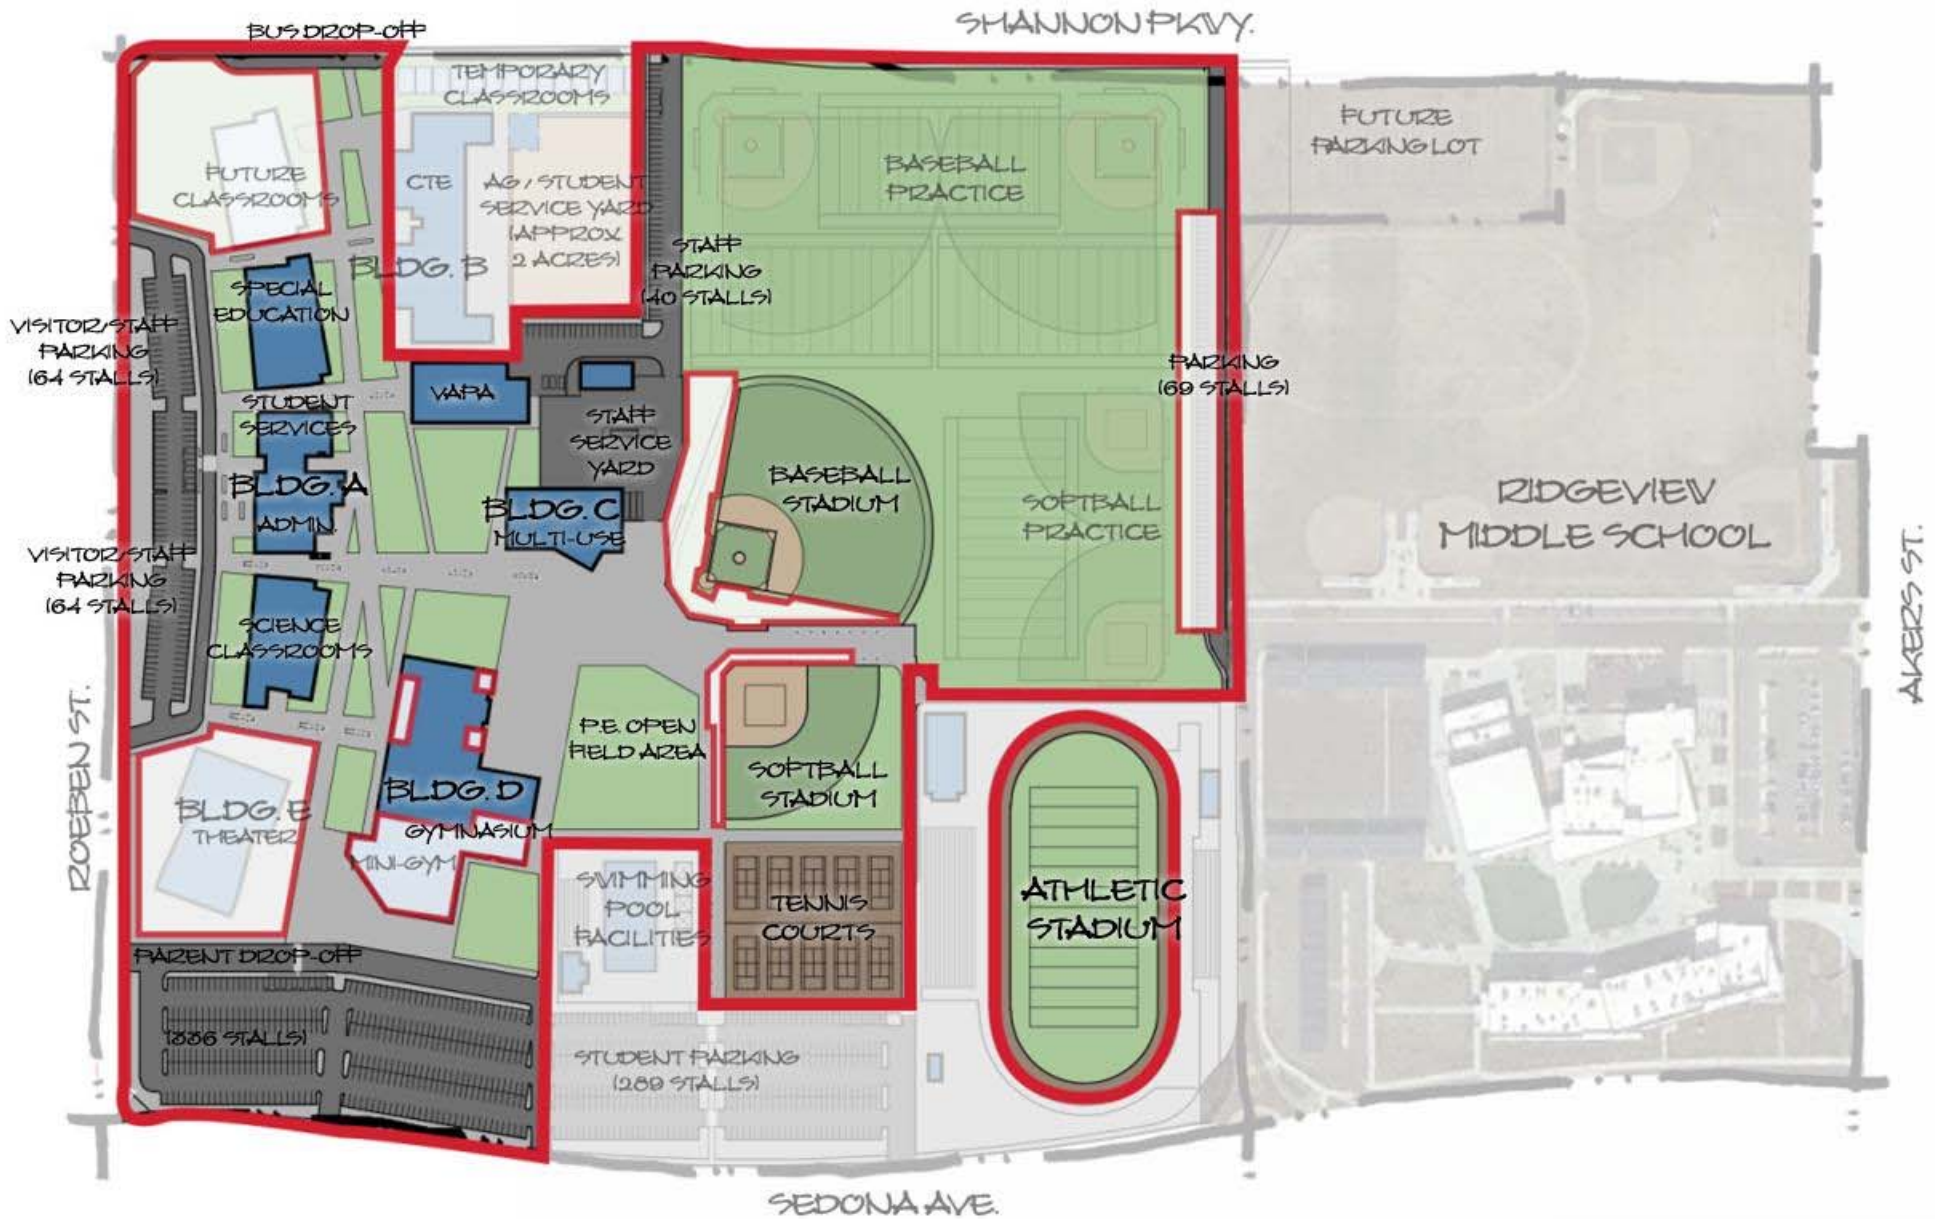 SHANNON PKWY.
BUS DROP-OFF
TEMPORARY
CLASSROOMS
FUTURE
PARKING LOT
FUTURE
CLASSROOMS
CTE
AG / STUDENT
SERVICE YARD
(APPROX
2 ACRES)
BASEBALL
PRACTICE
BLDG. B
STAFF
PARKING
(40 STALLS)
SPECIAL
EDUCATION
VISITOR/STAFF
PARKING
(64 STALLS)
PARKING
(69 STALLS)
VAPA
STUDENT
SERVICES
STAFF
SERVICE
YARD
BLDG. A
ADMIN.
BLDG. C
MULTI-USE
BASEBALL
STADIUM
SOFTBALL
PRACTICE
RIDGEVIEW
MIDDLE SCHOOL
VISITOR/STAFF
PARKING
(64 STALLS)
AKERS ST.
SCIENCE
CLASSROOMS
ROEBEN ST.
P.E. OPEN
FIELD AREA
SOFTBALL
STADIUM
BLDG. D
GYMNASIUM
BLDG. E
THEATER
MINI-GYM
SWIMMING
POOL
FACILITIES
TENNIS
COURTS
ATHLETIC
STADIUM
PARENT DROP-OFF
(336 STALLS)
STUDENT PARKING
(289 STALLS)
SEDONA AVE.